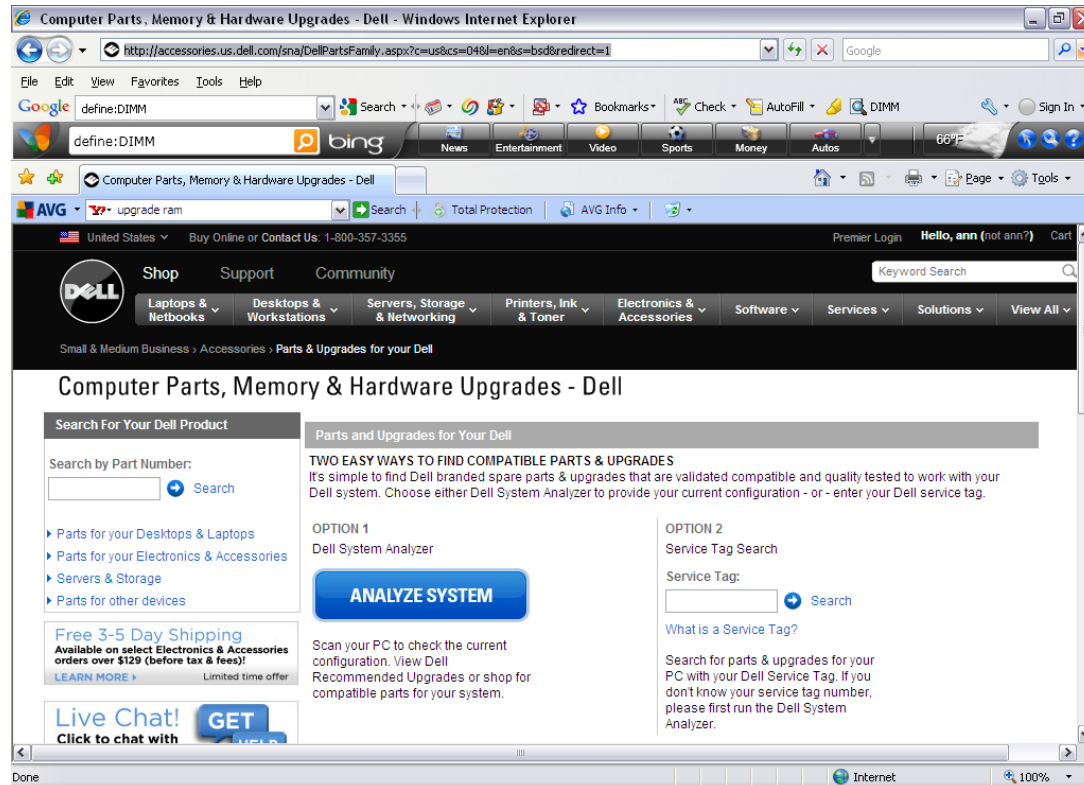 Computer Parts, Memory & Hardware Upgrades - Dell - Windows Internet Explorer
http://accessories.us.dell.com/sna/DellPartsFamily.aspx?c=us&cs=04&l=en&s=bsd&redirect=1
Google
File Edit View Favorites Tools Help
Google define:DIMM Search Bookmarks Check AutoFill DIMM Sign In
define:DIMM bing News Entertainment Video Sports Money Autos 66°F
Computer Parts, Memory & Hardware Upgrades - Dell Page Tools
AVG upgrade ram Search Total Protection AVG Info
United States Buy Online or Contact Us: 1-800-357-3355 Premier Login Hello, ann (not ann?) Cart
DELL
Shop Support Community Keyword Search
Laptops & Netbooks Desktops & Workstations Servers, Storage & Networking Printers, Ink & Toner Electronics & Accessories Software Services Solutions View All
Small & Medium Business › Accessories › Parts & Upgrades for your Dell
Computer Parts, Memory & Hardware Upgrades - Dell
Search For Your Dell Product
Search by Part Number:
Search
Parts for your Desktops & Laptops
Parts for your Electronics & Accessories
Servers & Storage
Parts for other devices
Free 3-5 Day Shipping
Available on select Electronics & Accessories
orders over $129 (before tax & fees)!
LEARN MORE Limited time offer
Live Chat! GET
Click to chat with HELP
Parts and Upgrades for Your Dell
TWO EASY WAYS TO FIND COMPATIBLE PARTS & UPGRADES
It's simple to find Dell branded spare parts & upgrades that are validated compatible and quality tested to work with your
Dell system. Choose either Dell System Analyzer to provide your current configuration - or - enter your Dell service tag.
OPTION 1
Dell System Analyzer
ANALYZE SYSTEM
Scan your PC to check the current
configuration. View Dell
Recommended Upgrades or shop for
compatible parts for your system.
OPTION 2
Service Tag Search
Service Tag:
Search
What is a Service Tag?
Search for parts & upgrades for your
PC with your Dell Service Tag. If you
don't know your service tag number,
please first run the Dell System
Analyzer.
Done Internet 100%